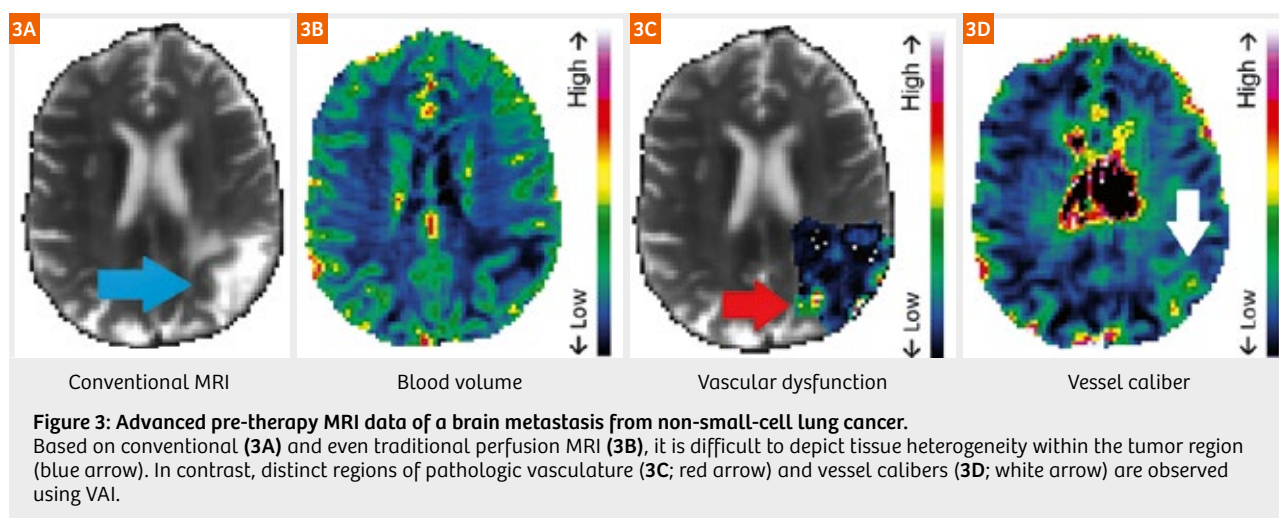 3A
3B
3C
3D
High →
← Low
High →
← Low
High →
← Low
Conventional MRI
Blood volume
Vascular dysfunction
Vessel caliber
Figure 3: Advanced pre-therapy MRI data of a brain metastasis from non-small-cell lung cancer.
Based on conventional (3A) and even traditional perfusion MRI (3B), it is difficult to depict tissue heterogeneity within the tumor region
(blue arrow). In contrast, distinct regions of pathologic vasculature (3C; red arrow) and vessel calibers (3D; white arrow) are observed
using VAI.